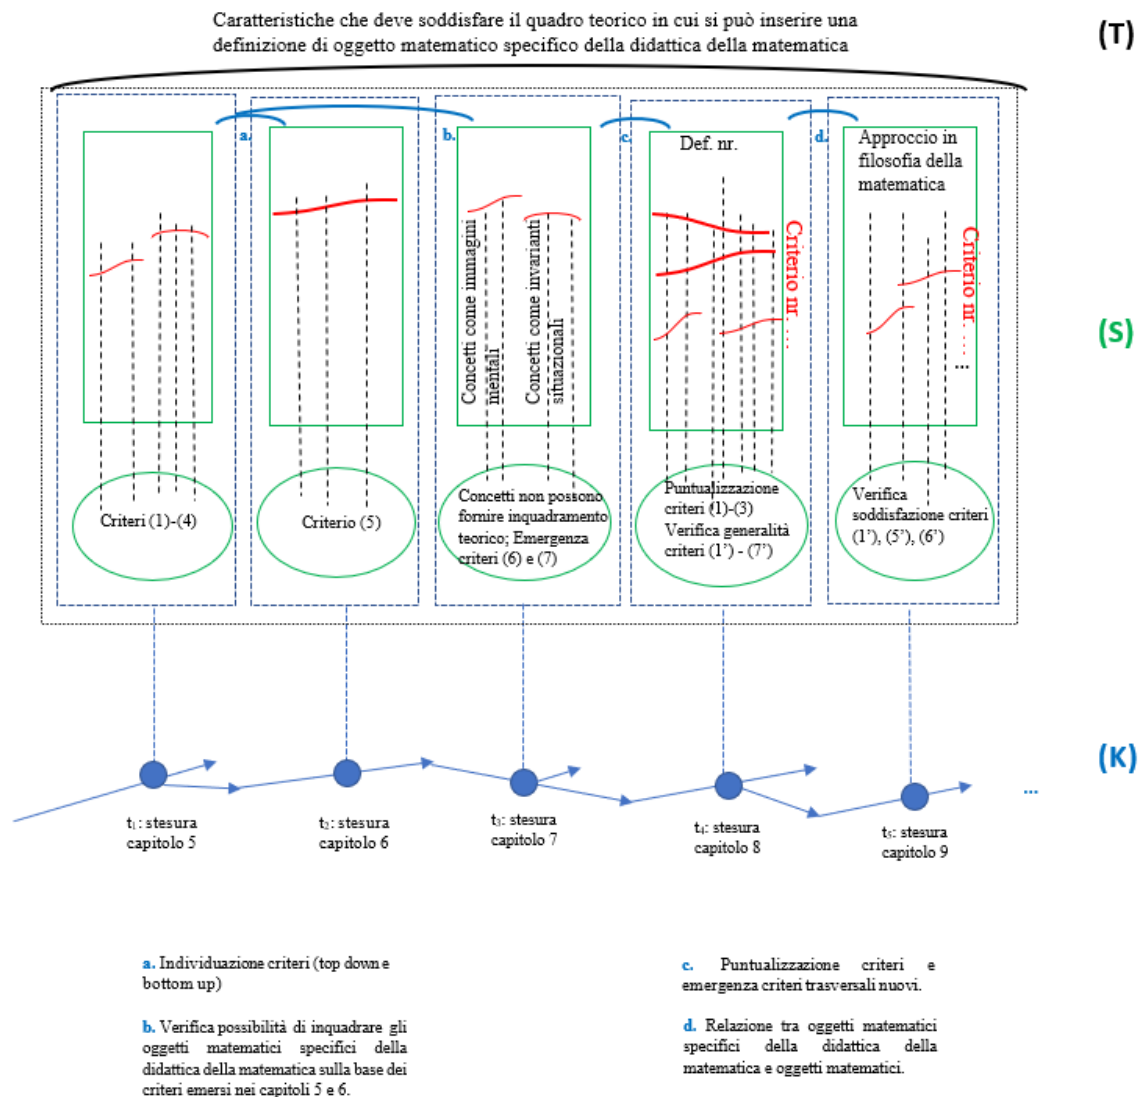 Caratteristiche che deve soddisfare il quadro teorico in cui si può inserire una
definizione di oggetto matematico specifico della didattica della matematica
(T)
a.
b.
c.
d.
Def. nr.
Approccio in
filosofia della
matematica
Concetti come immagini
mentali
Concetti come invarianti
situazionali
Criterio nr. ...
Criterio nr. ...
...
(S)
Criteri (1)-(4)
Criterio (5)
Concetti non possono
fornire inquadramento
teorico; Emergenza
criteri (6) e (7)
Puntualizzazione
criteri (1)-(3)
Verifica generalità
criteri (1’) - (7’)
Verifica
soddisfazione criteri
(1’), (5’), (6’)
(K)
...
t₁: stesura
capitolo 5
t₂: stesura
capitolo 6
t₃: stesura
capitolo 7
t₄: stesura
capitolo 8
t₅: stesura
capitolo 9
a. Individuazione criteri (top down e
bottom up)
b. Verifica possibilità di inquadrare gli
oggetti matematici specifici della
didattica della matematica sulla base dei
criteri emersi nei capitoli 5 e 6.
c. Puntualizzazione criteri e
emergenza criteri trasversali nuovi.
d. Relazione tra oggetti matematici
specifici della didattica della
matematica e oggetti matematici.